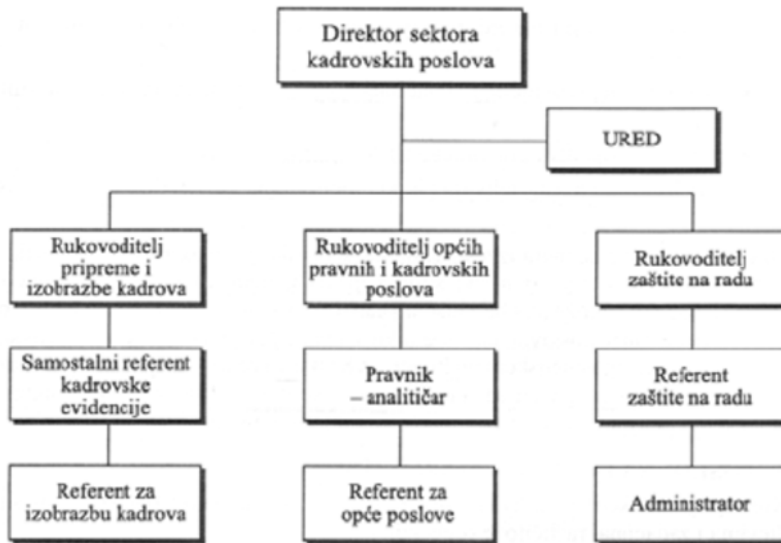 Direktor sektora
kadrovskih poslova
URED
Rukovoditelj
pripreme i
izobrazbe kadrova
Rukovoditelj općih
pravnih i kadrovskih
poslova
Rukovoditelj
zaštite na radu
Samostalni referent
kadrovske
evidencije
Pravnik
– analitičar
Referent
zaštite na radu
Referent za
izobrazbu kadrova
Referent za
opće poslove
Administrator